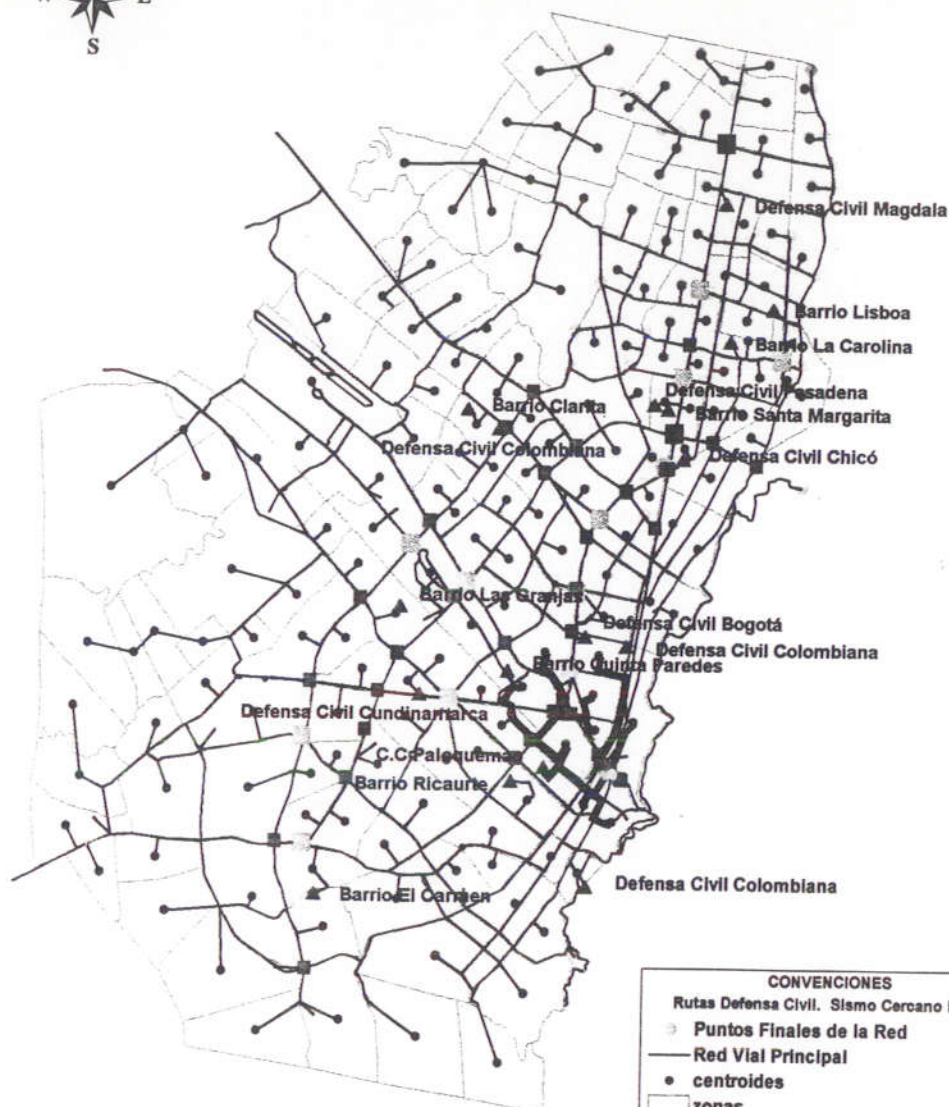 E
S
Defensa Civil Magdala
Barrio Lisboa
Barrio La Carolina
Defensa Civil Pasadena
Barrio Clarita
Barrio Santa Margarita
Defensa Civil Colombiana
Defensa Civil Chicó
Barrio Las Granjas
Defensa Civil Bogotá
Defensa Civil Colombiana
Barrio Quinta Paredes
Defensa Civil Cundinamarca
C.C. Paloquemao
Barrio Ricaurte
Defensa Civil Colombiana
Barrio El Carmen
CONVENCIONES
Rutas Defensa Civil. Sismo Cercano
Puntos Finales de la Red
Red Vial Principal
centroides
zonas